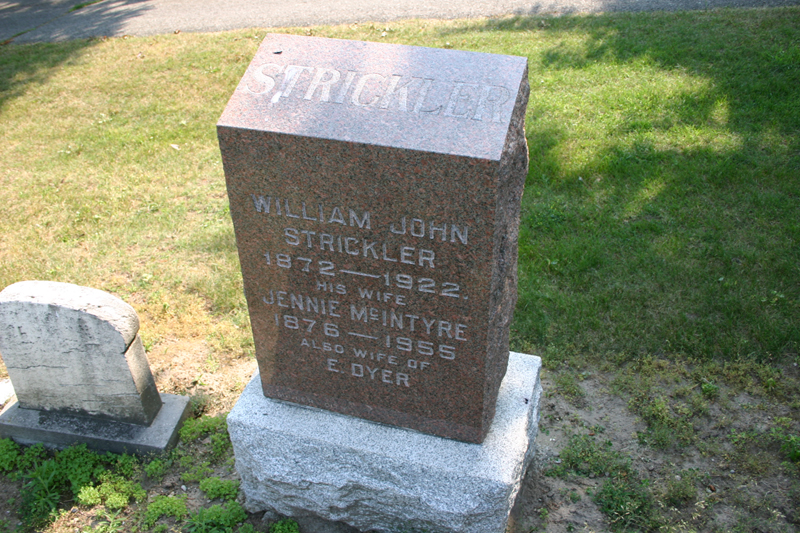 STRICKLER
WILLIAM JOHN
STRICKLER
1872—1922.
HIS WIFE
JENNIE McINTYRE
1876—1955
ALSO WIFE OF
E. DYER